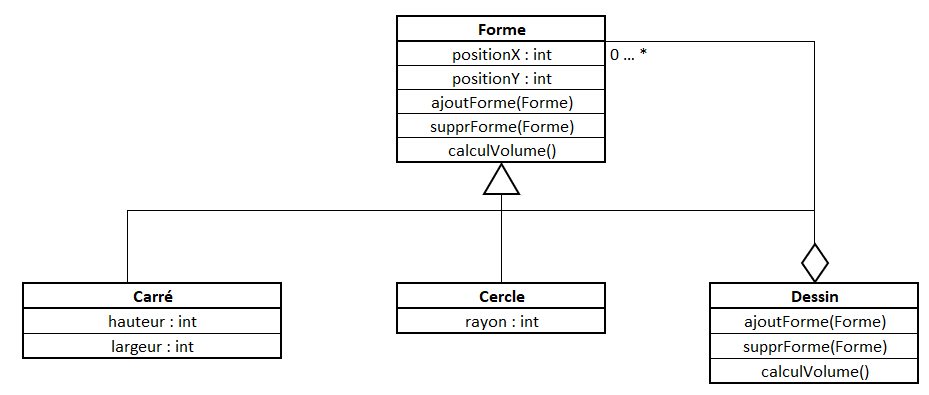 Forme
positionX : int
0 ... *
positionY : int
ajoutForme(Forme)
supprForme(Forme)
calculVolume()
Carré
hauteur : int
largeur : int
Cercle
rayon : int
Dessin
ajoutForme(Forme)
supprForme(Forme)
calculVolume()